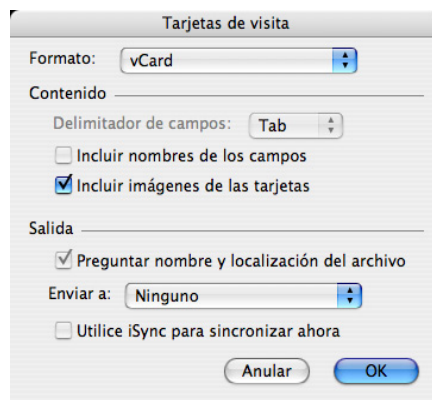 Tarjetas de visita
Formato: vCard
Contenido
Delimitador de campos: Tab
Incluir nombres de los campos
Incluir imágenes de las tarjetas
Salida
Preguntar nombre y localización del archivo
Enviar a: Ninguno
Utilice iSync para sincronizar ahora
Anular OK